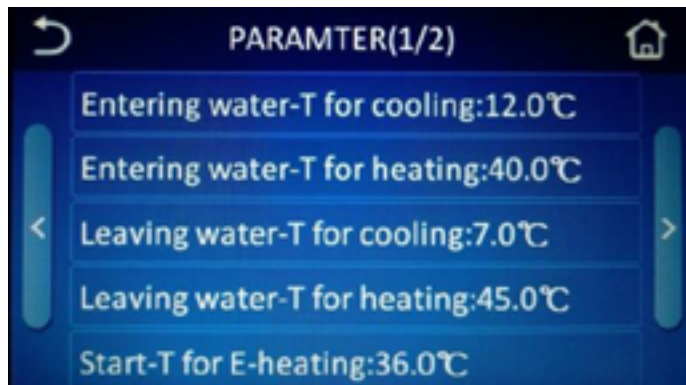 PARAMTER(1/2)
Entering water-T for cooling:12.0℃
Entering water-T for heating:40.0℃
Leaving water-T for cooling:7.0℃
Leaving water-T for heating:45.0℃
Start-T for E-heating:36.0℃